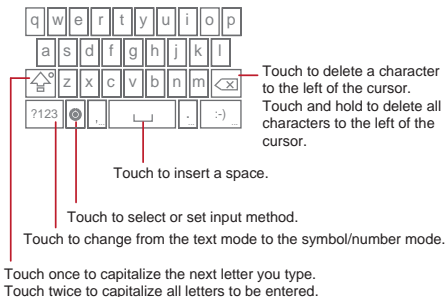 q w e r t y u i o p
a s d f g h j k l
z x c v b n m
?123 , . :-)
Touch to delete a character
to the left of the cursor.
Touch and hold to delete all
characters to the left of the
cursor.
Touch to insert a space.
Touch to select or set input method.
Touch to change from the text mode to the symbol/number mode.
Touch once to capitalize the next letter you type.
Touch twice to capitalize all letters to be entered.